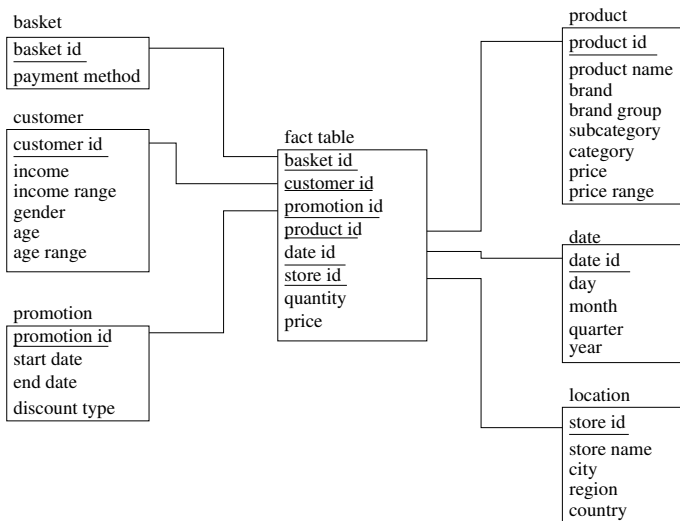 basket
basket id
payment method
customer
customer id
income
income range
gender
age
age range
promotion
promotion id
start date
end date
discount type
fact table
basket id
customer id
promotion id
product id
date id
store id
quantity
price
product
product id
product name
brand
brand group
subcategory
category
price
price range
date
date id
day
month
quarter
year
location
store id
store name
city
region
country